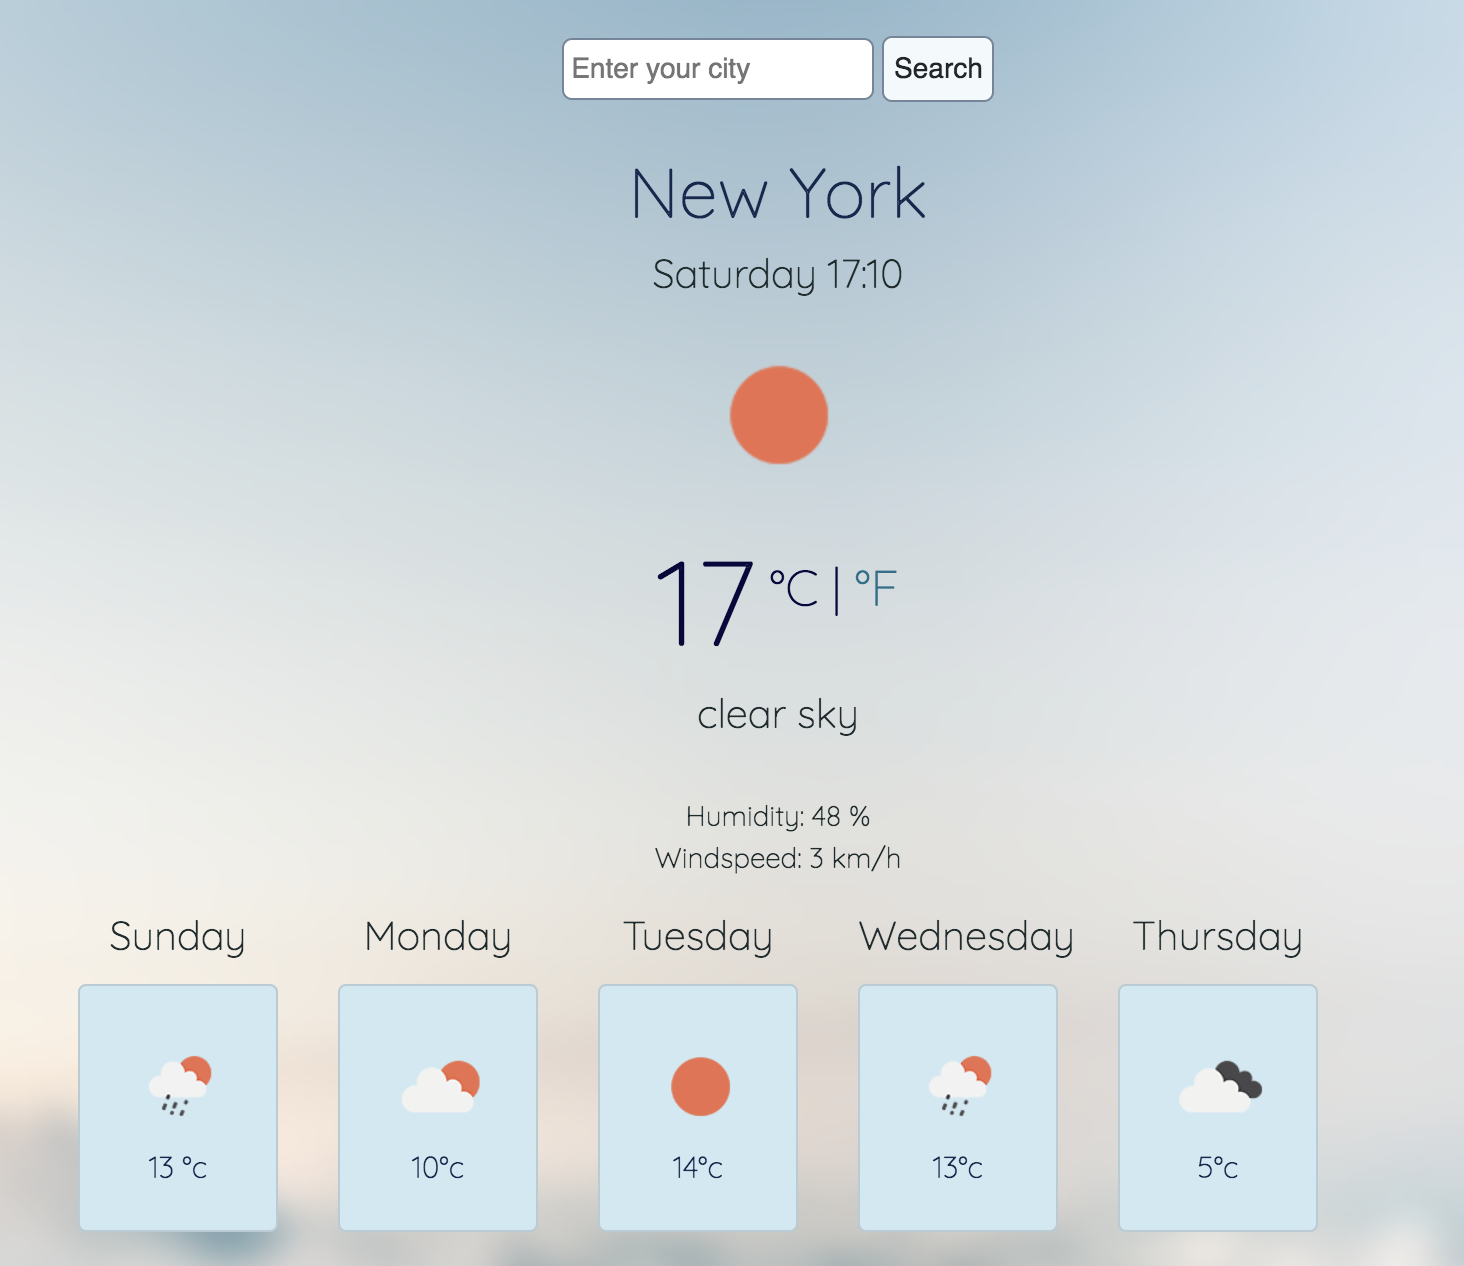 Enter your city Search
New York
Saturday 17:10
17 °C | °F
clear sky
Humidity: 48 %
Windspeed: 3 km/h
Sunday Monday Tuesday Wednesday Thursday
13 °c 10°c 14°c 13°c 5°c